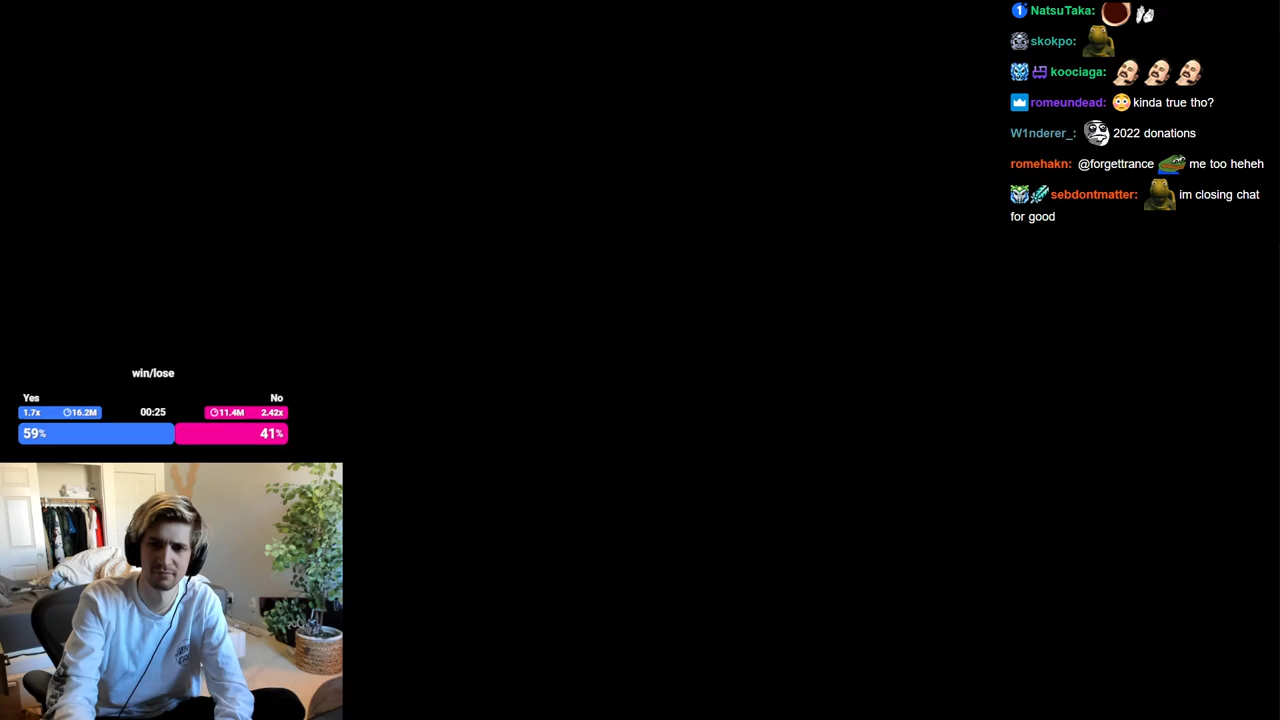 NatsuTaka:
skokpo:
koociaga:
romeundead: kinda true tho?
W1nderer_: 2022 donations
romehakn: @forgettrance me too heheh
sebdontmatter: im closing chat
for good
win/lose
Yes No
1.7x 16.2M 00:25 11.4M 2.42x
59% 41%